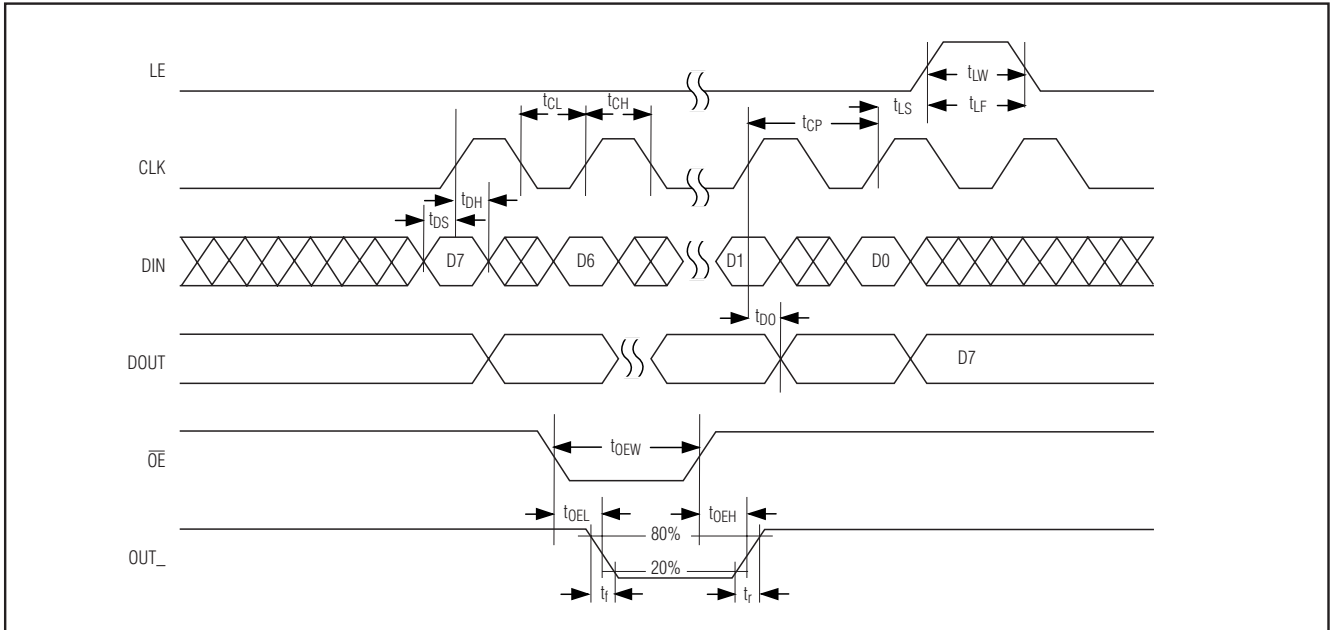 LE
tLW
tCL
tCH
tLS
tLF
tCP
CLK
tDH
tDS
DIN
D7
D6
D1
D0
tD0
DOUT
D7
OE
tOEW
tOEL
tOEH
80%
OUT_
20%
tf
tr